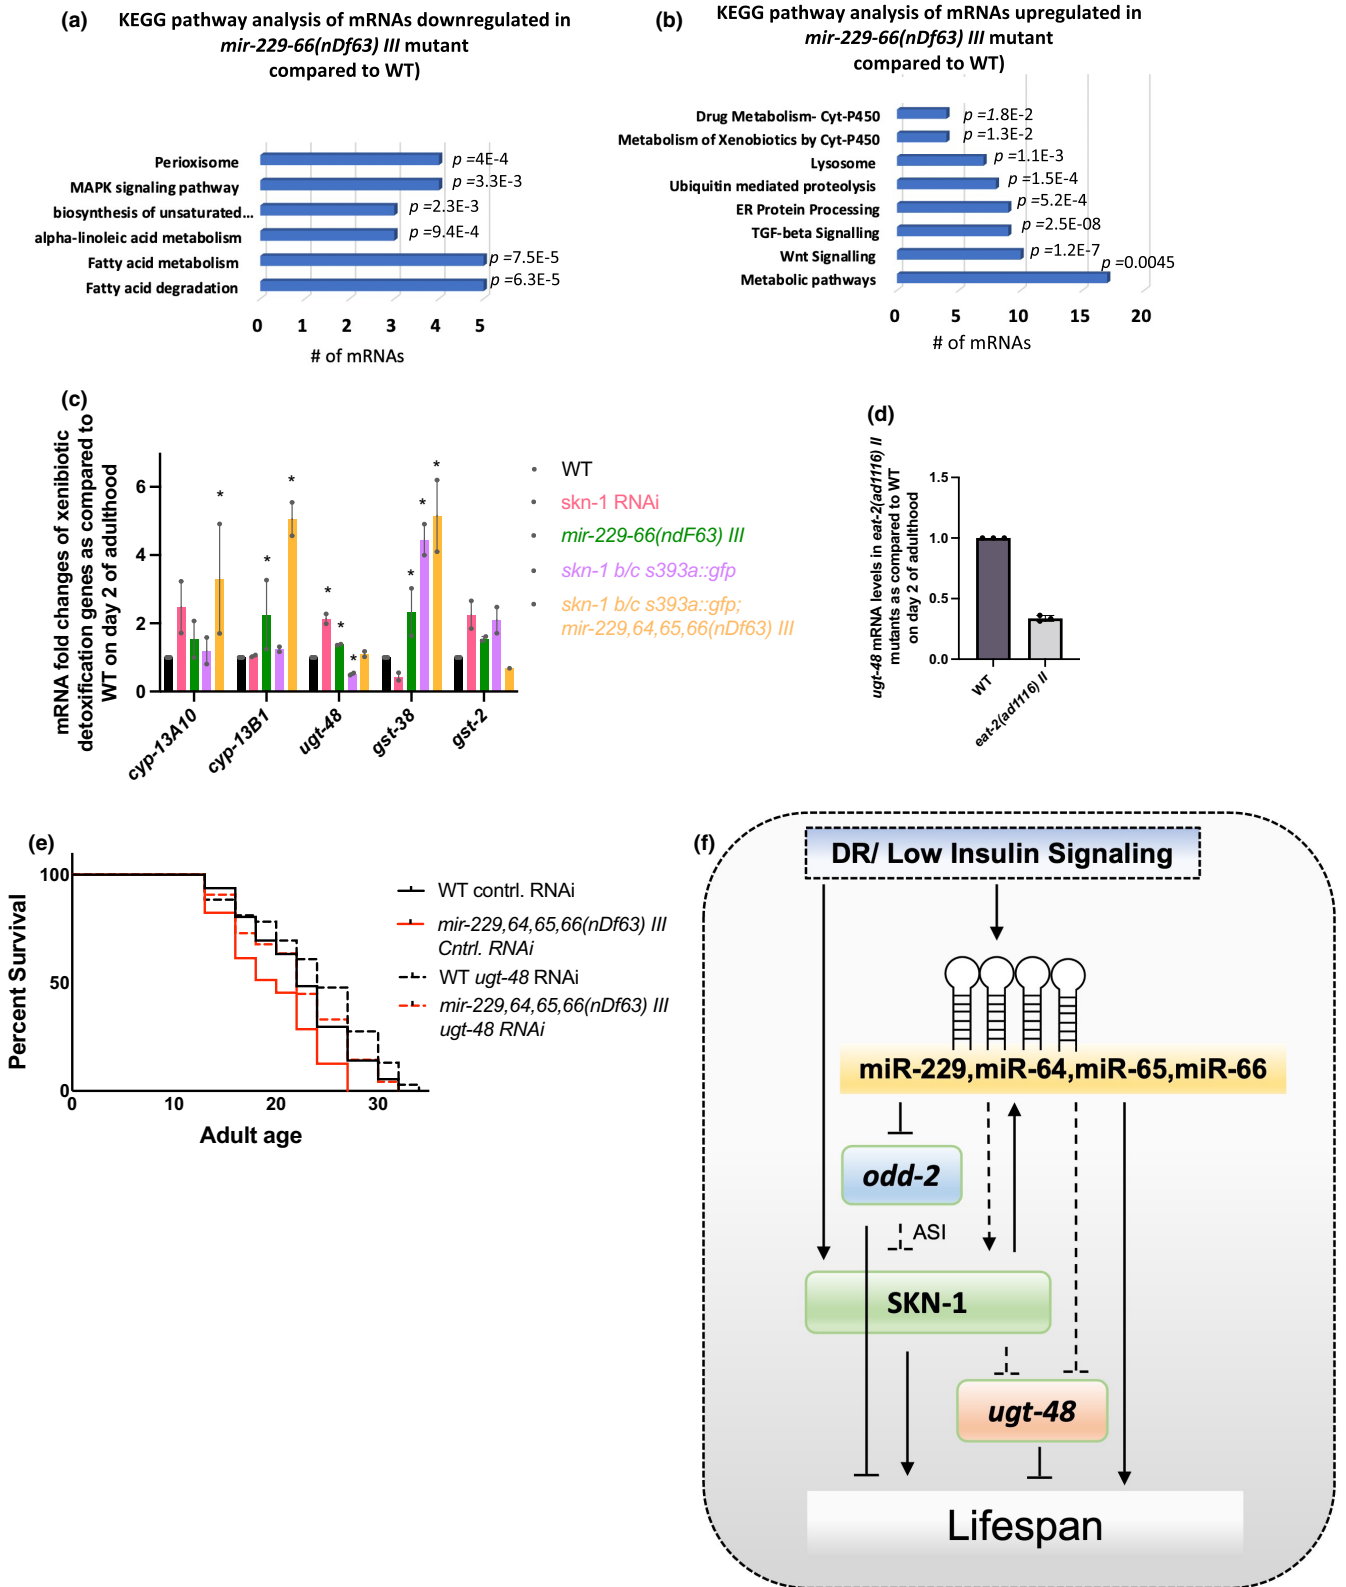 (a)
KEGG pathway analysis of mRNAs downregulated in
mir-229-66(nDf63) III mutant
compared to WT)
Perioxisome
p =4E-4
MAPK signaling pathway
p =3.3E-3
biosynthesis of unsaturated...
p =2.3E-3
alpha-linoleic acid metabolism
p =9.4E-4
Fatty acid metabolism
p =7.5E-5
Fatty acid degradation
p =6.3E-5
0 1 2 3 4 5
# of mRNAs
(b)
KEGG pathway analysis of mRNAs upregulated in
mir-229-66(nDf63) III mutant
compared to WT)
Drug Metabolism- Cyt-P450
p =1.8E-2
Metabolism of Xenobiotics by Cyt-P450
p =1.3E-2
Lysosome
p =1.1E-3
Ubiquitin mediated proteolysis
p =1.5E-4
ER Protein Processing
p =5.2E-4
TGF-beta Signalling
p =2.5E-08
Wnt Signalling
p =1.2E-7
Metabolic pathways
p =0.0045
0 5 10 15 20
# of mRNAs
(c)
mRNA fold changes of xenibiotic
detoxification genes as compared to
WT on day 2 of adulthood
6
4
2
0
* * * * * * * *
cyp-13A10
cyp-13B1
ugt-48
gst-38
gst-2
WT
skn-1 RNAi
mir-229-66(ndF63) III
skn-1 b/c s393a::gfp
skn-1 b/c s393a::gfp;
mir-229,64,65,66(nDf63) III
(d)
ugt-48 mRNA levels in eat-2(ad1116) II
mutants as compared to WT
on day 2 of adulthood
1.5
1.0
0.5
0.0
WT
eat-2(ad1116) II
(e)
Percent Survival
100
50
0
0 10 20 30
Adult age
WT contrl. RNAi
mir-229,64,65,66(nDf63) III
Cntrl. RNAi
WT ugt-48 RNAi
mir-229,64,65,66(nDf63) III
ugt-48 RNAi
(f)
DR/ Low Insulin Signaling
miR-229,miR-64,miR-65,miR-66
odd-2
ASI
SKN-1
ugt-48
Lifespan